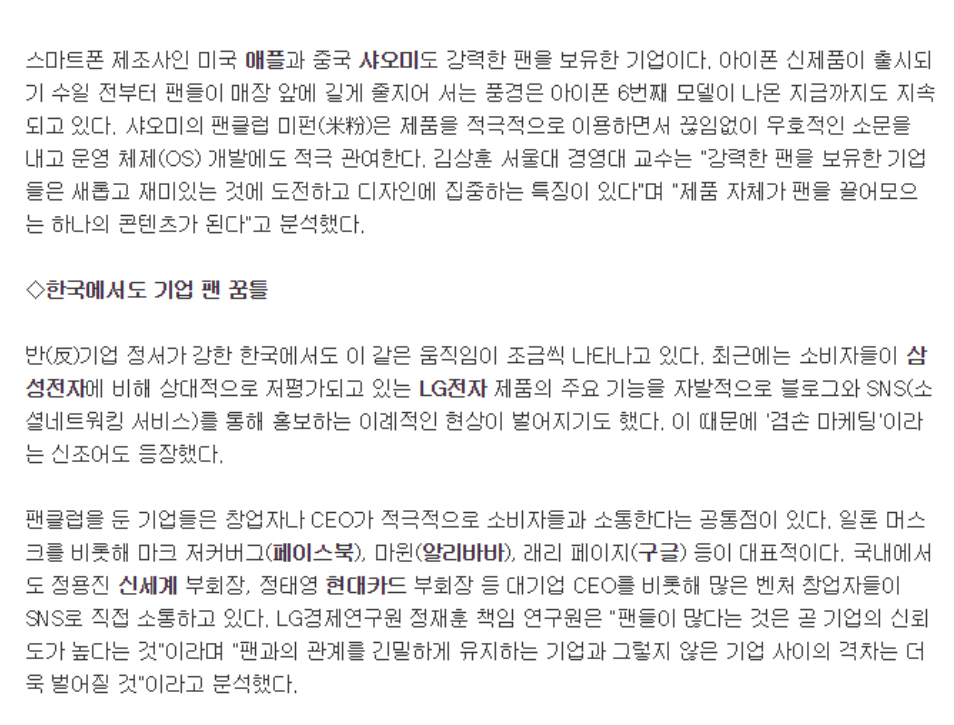 스마트폰 제조사인 미국 애플과 중국 샤오미도 강력한 팬을 보유한 기업이다. 아이폰 신제품이 출시되
기 수일 전부터 팬들이 매장 앞에 길게 줄지어 서는 풍경은 아이폰 6번째 모델이 나온 지금까지도 지속
되고 있다. 샤오미의 팬클럽 미펀(米粉)은 제품을 적극적으로 이용하면서 끊임없이 우호적인 소문을
내고 운영 체제(OS) 개발에도 적극 관여한다. 김상훈 서울대 경영대 교수는 "강력한 팬을 보유한 기업
들은 새롭고 재미있는 것에 도전하고 디자인에 집중하는 특징이 있다"며 "제품 자체가 팬을 끌어모으
는 하나의 콘텐츠가 된다"고 분석했다.
◇한국에서도 기업 팬 꿈틀
반(反)기업 정서가 강한 한국에서도 이 같은 움직임이 조금씩 나타나고 있다. 최근에는 소비자들이 삼
성전자에 비해 상대적으로 저평가되고 있는 LG전자 제품의 주요 기능을 자발적으로 블로그와 SNS(소
셜네트워킹 서비스)를 통해 홍보하는 이례적인 현상이 벌어지기도 했다. 이 때문에 '겸손 마케팅'이라
는 신조어도 등장했다.
팬클럽을 둔 기업들은 창업자나 CEO가 적극적으로 소비자들과 소통한다는 공통점이 있다. 일론 머스
크를 비롯해 마크 저커버그(페이스북), 마윈(알리바바), 래리 페이지(구글) 등이 대표적이다. 국내에서
도 정용진 신세계 부회장, 정태영 현대카드 부회장 등 대기업 CEO를 비롯해 많은 벤처 창업자들이
SNS로 직접 소통하고 있다. LG경제연구원 정재훈 책임 연구원은 "팬들이 많다는 것은 곧 기업의 신뢰
도가 높다는 것"이라며 "팬과의 관계를 긴밀하게 유지하는 기업과 그렇지 않은 기업 사이의 격차는 더
욱 벌어질 것"이라고 분석했다.